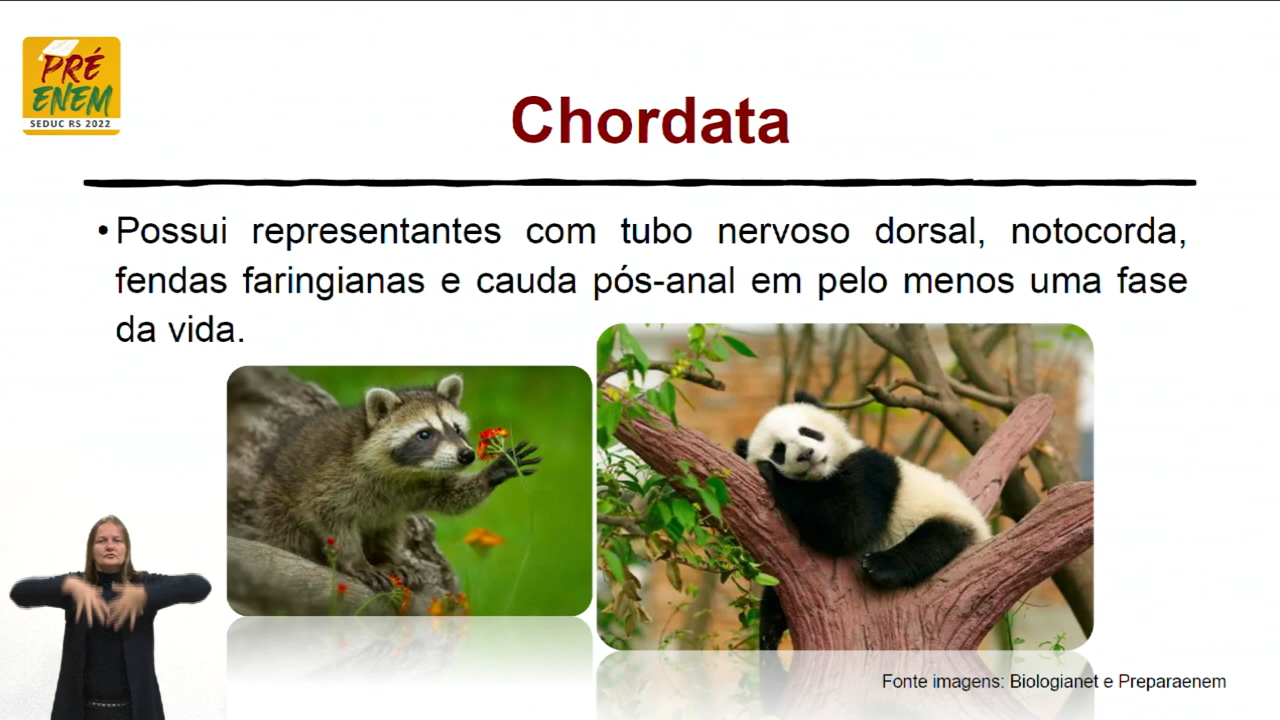 PRÉ
ENEM
SEDUC RS 2022
Chordata
• Possui representantes com tubo nervoso dorsal, notocorda,
fendas faringianas e cauda pós-anal em pelo menos uma fase
da vida.
Fonte imagens: Biologianet e Preparaenem